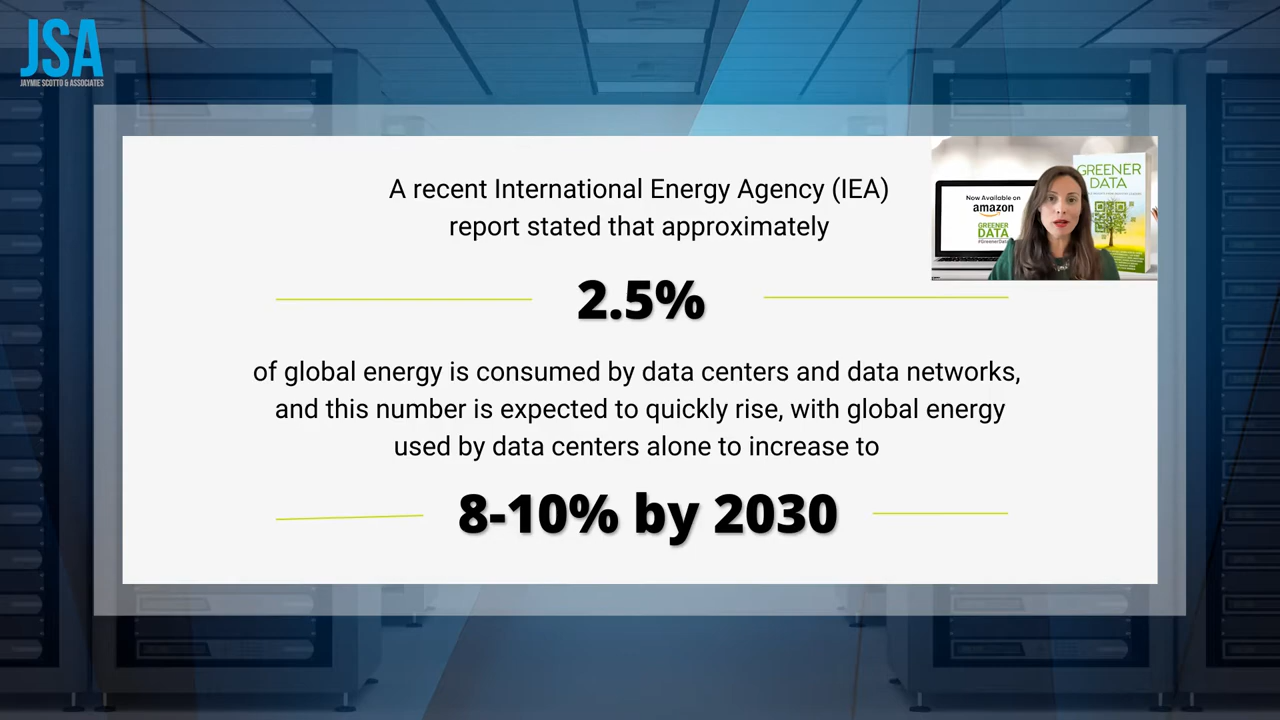 JSA
JAYMIE SCOTTO & ASSOCIATES
A recent International Energy Agency (IEA)
report stated that approximately
2.5%
of global energy is consumed by data centers and data networks,
and this number is expected to quickly rise, with global energy
used by data centers alone to increase to
8-10% by 2030
Now Available on
amazon
GREENER
DATA
#GreenerData
GREENER
DATA